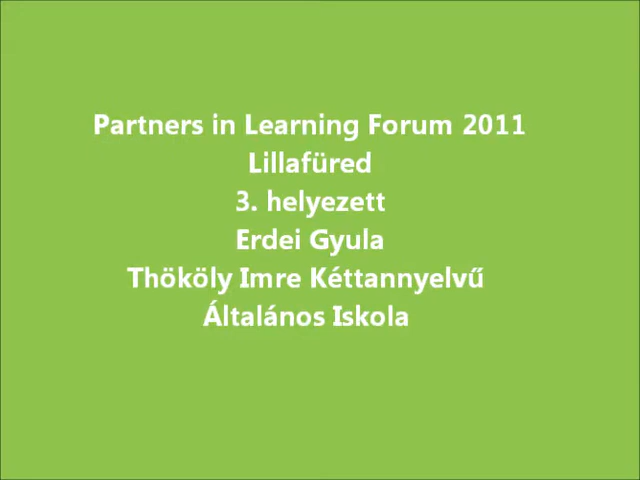 Partners in Learning Forum 2011
Lillafüred
3. helyezett
Erdei Gyula
Thököly Imre Kéttannyelvű
Általános Iskola